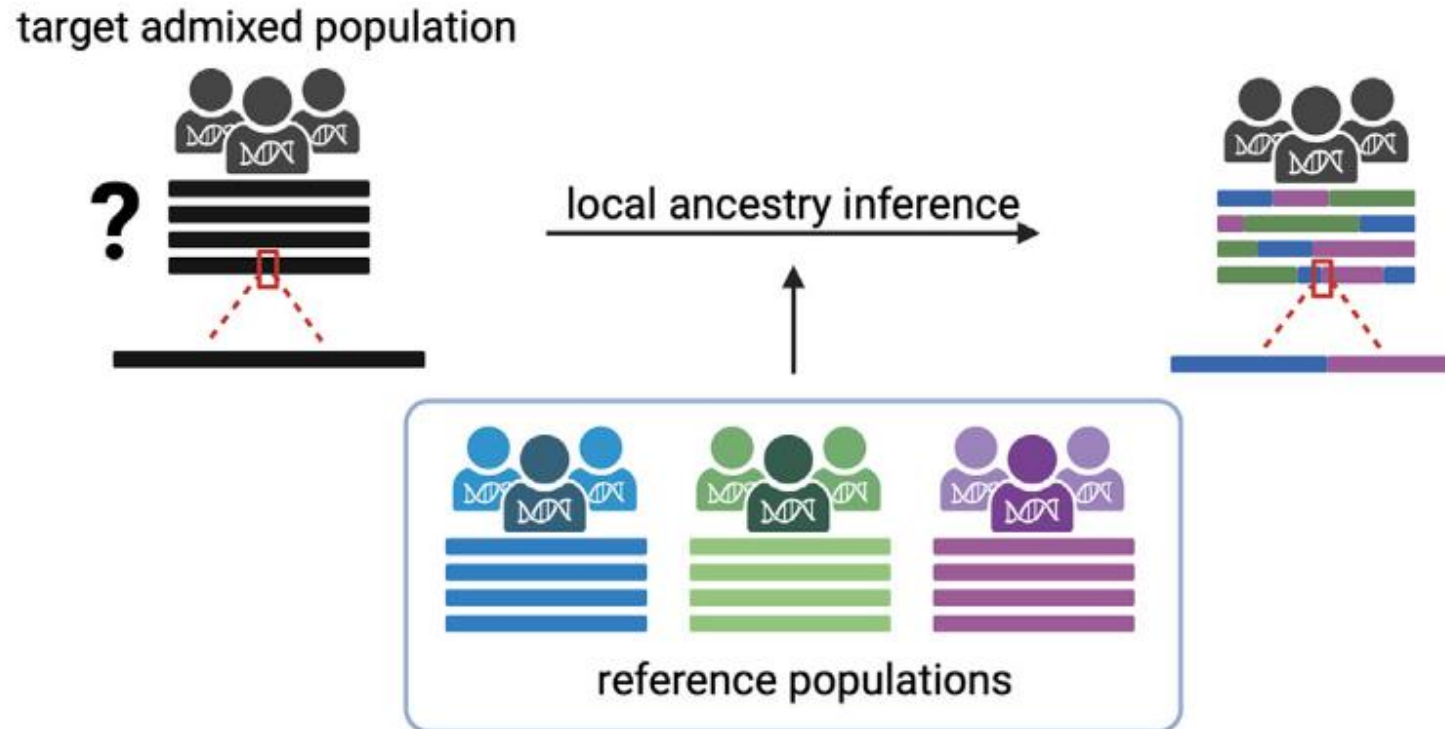 target admixed population
?
local ancestry inference
reference populations